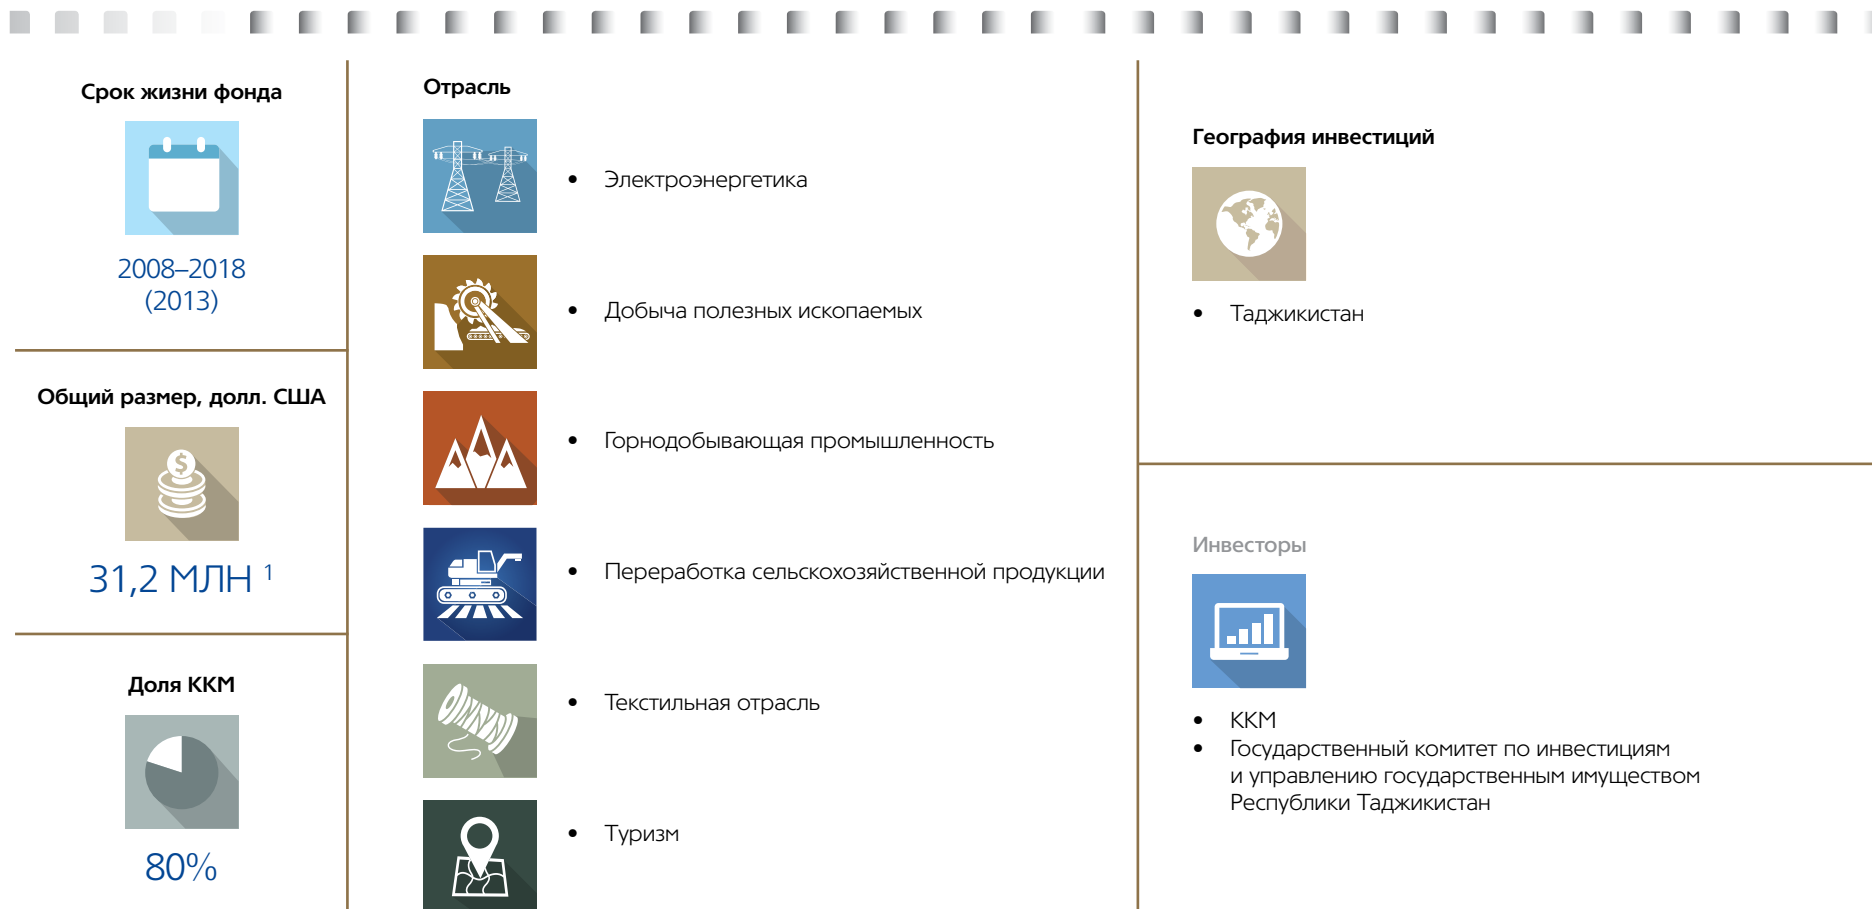 Срок жизни фонда
2008–2018
(2013)
Общий размер, долл. США
$
31,2 МЛН 1
Доля ККМ
80%
Отрасль
• Электроэнергетика
• Добыча полезных ископаемых
• Горнодобывающая промышленность
• Переработка сельскохозяйственной продукции
• Текстильная отрасль
• Туризм
География инвестиций
• Таджикистан
Инвесторы
• ККМ
• Государственный комитет по инвестициям
и управлению государственным имуществом
Республики Таджикистан